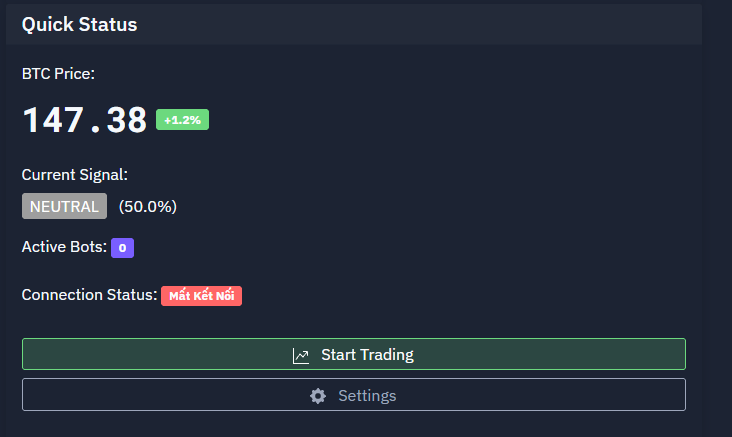 Quick Status
BTC Price:
147.38 +1.2%
Current Signal:
NEUTRAL (50.0%)
Active Bots: 0
Connection Status: Mất Kết Nối
Start Trading
Settings